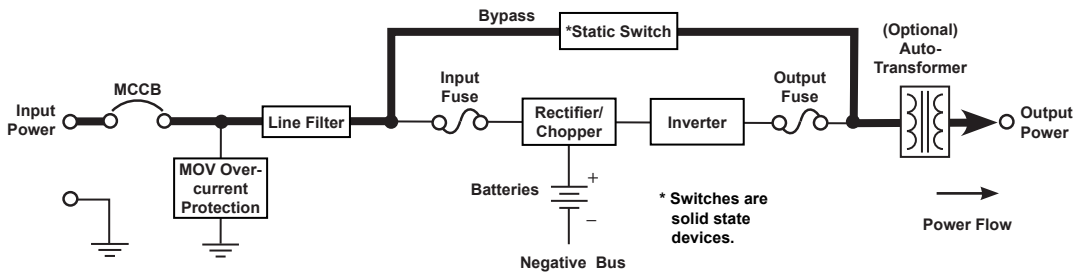 Bypass
*Static Switch
(Optional)
Auto-
Transformer
MCCB
Input
Fuse
Output
Fuse
Input
Power
Line Filter
Rectifier/
Chopper
Inverter
Output
Power
MOV Over-
current
Protection
Batteries
+
–
* Switches are
solid state
devices.
Power Flow
Negative Bus